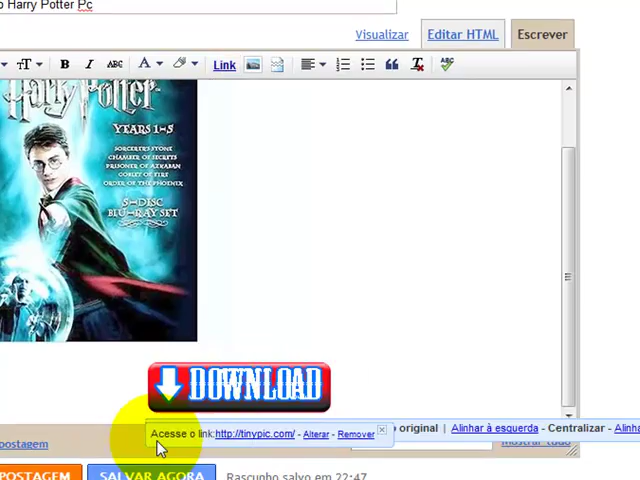 o Harry Potter Pc
Visualizar
Editar HTML
Escrever
T
B
I
ABC
A
Link
ABC
Harry Potter
YEARS 1-5
SORCERER'S STONE
CHAMBER OF SECRETS
PRISONER OF AZKABAN
GOBLET OF FIRE
ORDER OF THE PHOENIX
5-DISC
BLU-RAY SET
DOWNLOAD
Acesse o link:http://tinypic.com/ - Alterar - Remover
o original | Alinhar à esquerda - Centralizar - Alinha
postagem
Mostrar tudo
POSTAGEM
SALVAR AGORA
Rascunho salvo em 22:47